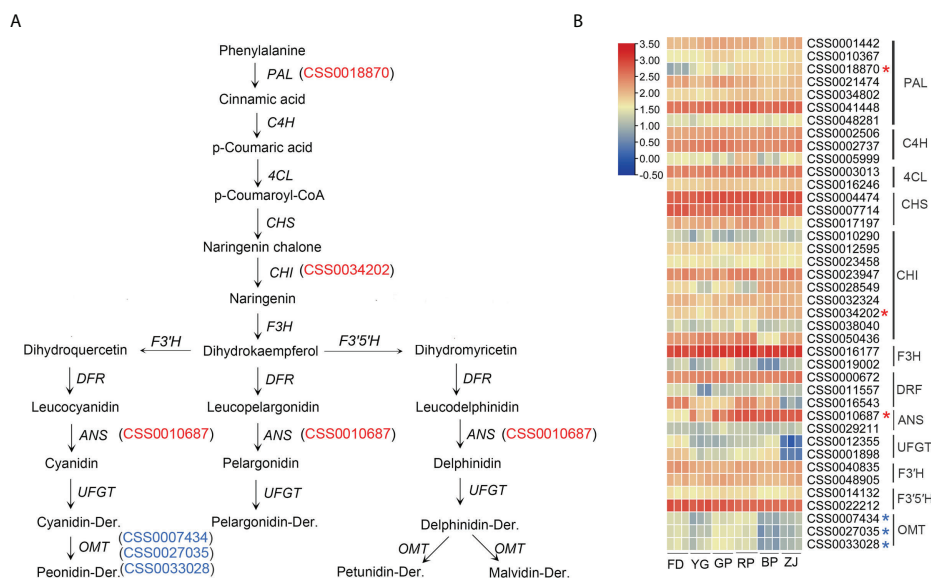 A
Phenylalanine
PAL (CSS0018870)
Cinnamic acid
C4H
p-Coumaric acid
4CL
p-Coumaroyl-CoA
CHS
Naringenin chalone
CHI (CSS0034202)
Naringenin
F3H
Dihydroquercetin F3'H Dihydrokaempferol F3'5'H Dihydromyricetin
DFR DFR DFR
Leucocyanidin Leucopelargonidin Leucodelphinidin
ANS (CSS0010687) ANS (CSS0010687) ANS (CSS0010687)
Cyanidin Pelargonidin Delphinidin
UFGT UFGT UFGT
Cyanidin-Der. Pelargonidin-Der. Delphinidin-Der.
OMT (CSS0007434)
CSS0027035
CSS0033028)
OMT OMT
Peonidin-Der. Petunidin-Der. Malvidin-Der.
B
3.50
3.00
2.50
2.00
1.50
1.00
0.50
0.00
-0.50
CSS0001442
CSS0010367
CSS0018870 *
CSS0021474
CSS0034802
CSS0041448
CSS0048281
PAL
CSS0002506
CSS0002737
CSS0005999
C4H
CSS0003013
CSS0016246
4CL
CSS0004474
CSS0007714
CSS0017197
CHS
CSS0010290
CSS0012595
CSS0023458
CSS0023947
CSS0028549
CSS0032324
CSS0034202 *
CSS0038040
CSS0050436
CHI
CSS0016177
CSS0019002
F3H
CSS0000672
CSS0011557
CSS0016543
DRF
CSS0010687 *
CSS0029211
ANS
CSS0012355
CSS0001898
UFGT
CSS0040835
CSS0048905
F3'H
CSS0014132
CSS0022212
F3'5'H
CSS0007434 *
CSS0027035 *
CSS0033028 *
OMT
FD YG GP RP BP ZJ